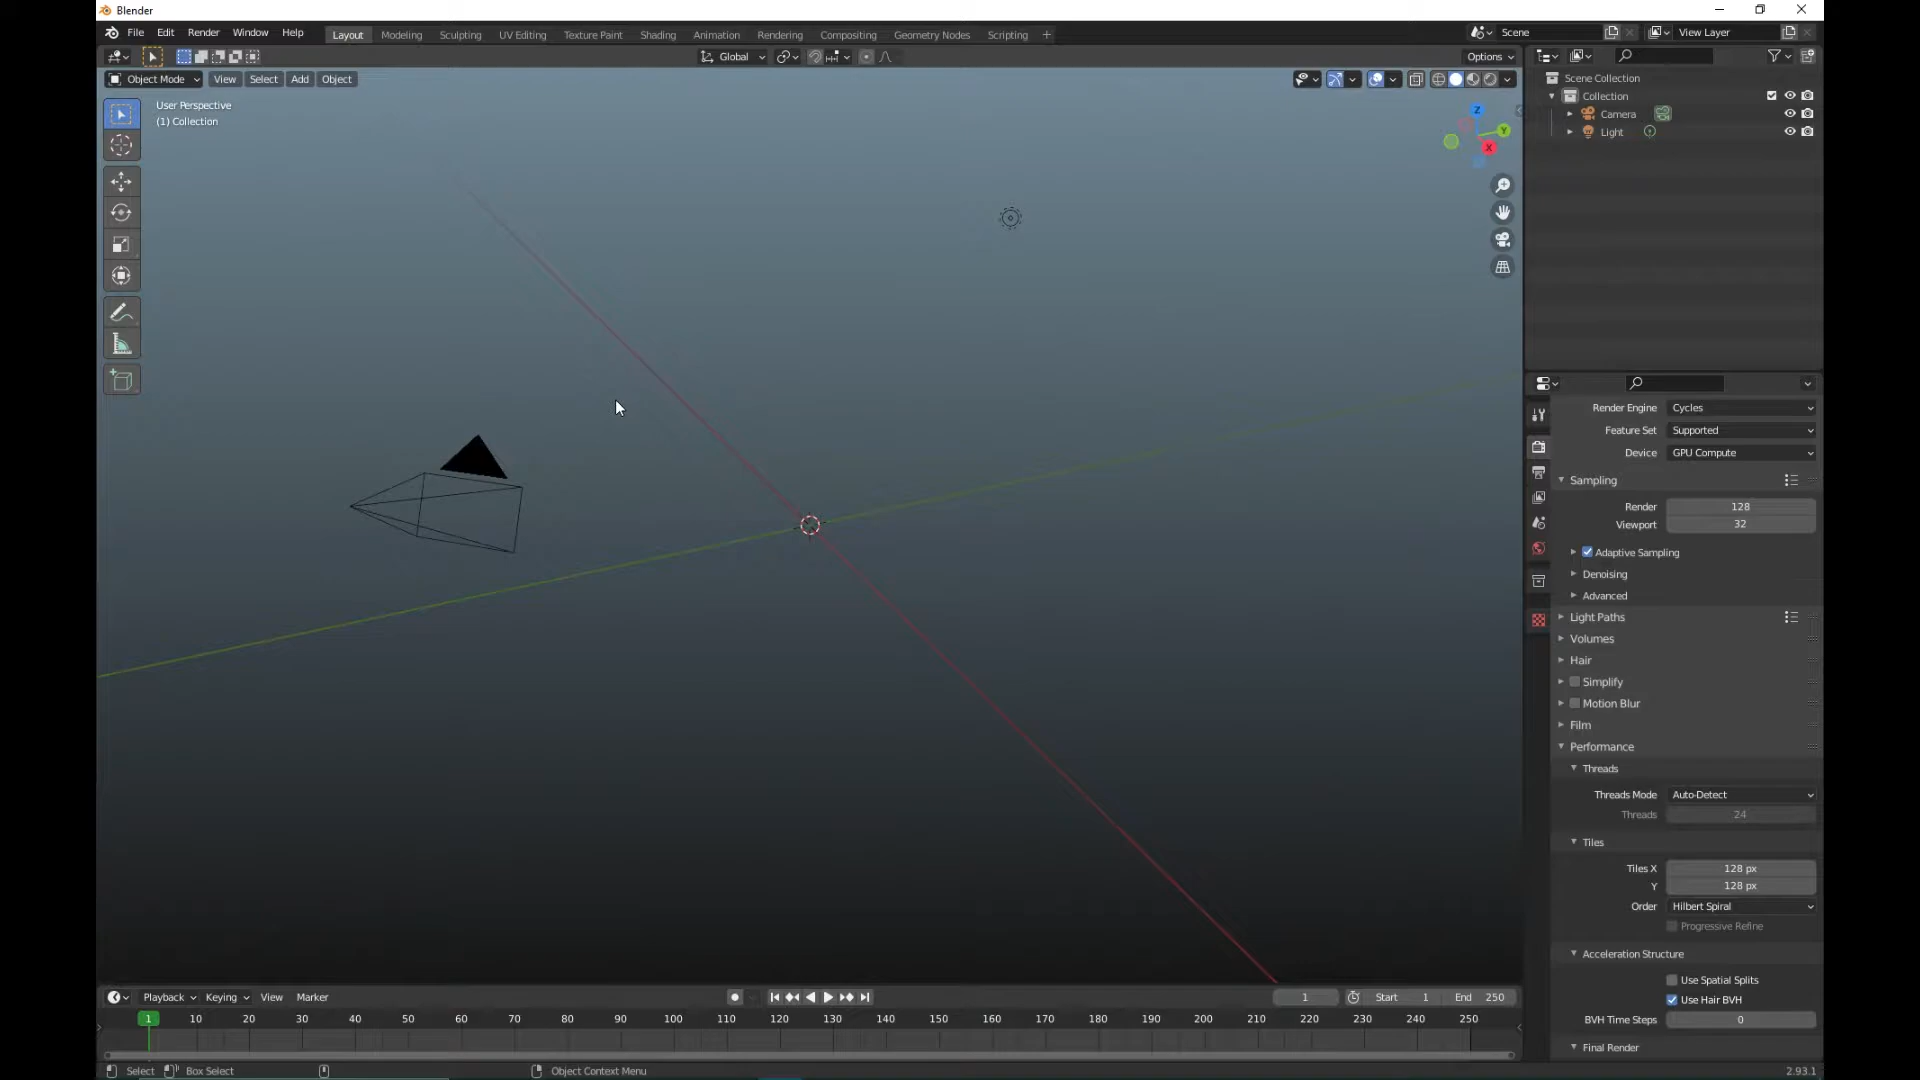 Blender
File Edit Render Window Help Layout Modeling Sculpting UV Editing Texture Paint Shading Animation Rendering Compositing Geometry Nodes Scripting + Scene View Layer
Global Options
Object Mode View Select Add Object
User Perspective
(1) Collection
Z
Y
X
Scene Collection
Collection
Camera
Light
Render Engine Cycles
Feature Set Supported
Device GPU Compute
Sampling
Render 128
Viewport 32
Adaptive Sampling
Denoising
Advanced
Light Paths
Volumes
Hair
Simplify
Motion Blur
Film
Performance
Threads
Threads Mode Auto-Detect
Threads 24
Tiles
Tiles X 128 px
Y 128 px
Order Hilbert Spiral
Progressive Refine
Acceleration Structure
Use Spatial Splits
Use Hair BVH
BVH Time Steps 0
Final Render
Playback Keying View Marker 1 Start 1 End 250
1 10 20 30 40 50 60 70 80 90 100 110 120 130 140 150 160 170 180 190 200 210 220 230 240 250
Select Box Select Object Context Menu 2.93.1